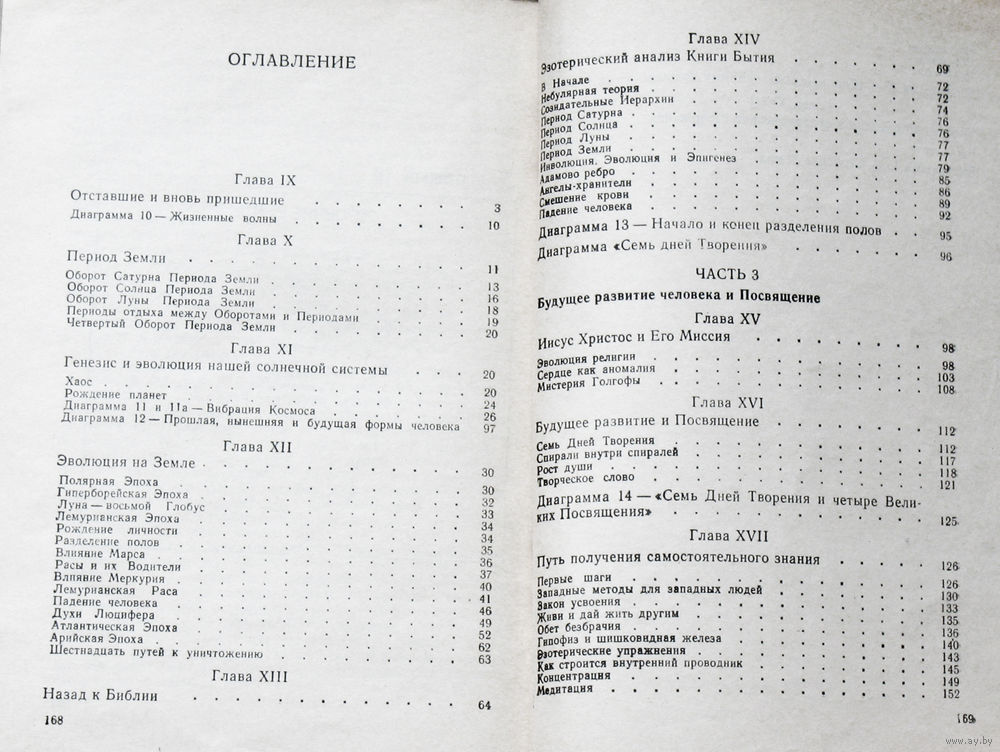 ОГЛАВЛЕНИЕ
Глава IX
Отставшие и вновь пришедшие . . . . . . 3
Диаграмма 10 — Жизненные волны . . . . . . 10
Глава X
Период Земли . . . . . . 11
Оборот Сатурна Периода Земли . . . . . . 13
Оборот Солнца Периода Земли . . . . . . 16
Оборот Луны Периода Земли . . . . . . 18
Периоды отдыха между Оборотами и Периодами . . . . 19
Четвертый Оборот Периода Земли . . . . . . 20
Глава XI
Генезис и эволюция нашей солнечной системы . . . . 20
Хаос . . . . . . 20
Рождение планет . . . . . . 24
Диаграмма 11 и 11а — Вибрация Космоса . . . . . . 26
Диаграмма 12 — Прошлая, нынешняя и будущая формы человека 97
Глава XII
Эволюция на Земле . . . . . . 30
Полярная Эпоха . . . . . . 30
Гиперборейская Эпоха . . . . . . 32
Луна — восьмой Глобус . . . . . . 33
Лемурианская Эпоха . . . . . . 34
Рождение личности . . . . . . 34
Разделение полов . . . . . . 35
Влияние Марса . . . . . . 36
Расы и их Водители . . . . . . 37
Влияние Меркурия . . . . . . 40
Лемурианская Раса . . . . . . 41
Падение человека . . . . . . 46
Духи Люцифера . . . . . . 49
Атлантическая Эпоха . . . . . . 52
Арийская Эпоха . . . . . . 62
Шестнадцать путей к уничтожению . . . . . . 63
Глава XIII
Назад к Библии . . . . . . 64
168
Глава XIV
Эзотерический анализ Книги Бытия . . . . . . 69
В Начале . . . . . . 72
Небулярная теория . . . . . . 72
Созидательные Иерархии . . . . . . 74
Период Сатурна . . . . . . 76
Период Солнца . . . . . . 76
Период Луны . . . . . . 77
Период Земли . . . . . . 77
Инволюция, Эволюция и Эпигенез . . . . . . 79
Адамово ребро . . . . . . 85
Ангелы-хранители . . . . . . 86
Смешение крови . . . . . . 89
Падение человека . . . . . . 92
Диаграмма 13 — Начало и конец разделения полов . . 95
Диаграмма «Семь дней Творения» . . . . . . 96
ЧАСТЬ 3
Будущее развитие человека и Посвящение
Глава XV
Иисус Христос и Его Миссия . . . . . . 98
Эволюция религии . . . . . . 98
Сердце как аномалия . . . . . . 103
Мистерия Голгофы . . . . . . 108
Глава XVI
Будущее развитие и Посвящение . . . . . . 112
Семь Дней Творения . . . . . . 112
Спирали внутри спиралей . . . . . . 117
Рост души . . . . . . 118
Творческое слово . . . . . . 121
Диаграмма 14 — «Семь Дней Творения и четыре Вели-
ких Посвящения» . . . . . . 125
Глава XVII
Путь получения самостоятельного знания . . . . 126
Первые шаги . . . . . . 126
Западные методы для западных людей . . . . . . 130
Закон усвоения . . . . . . 133
Живи и дай жить другим . . . . . . 135
Обет безбрачия . . . . . . 136
Гипофиз и шишковидная железа . . . . . . 140
Эзотерические упражнения . . . . . . 143
Как строится внутренний проводник . . . . . . 145
Концентрация . . . . . . 149
Медитация . . . . . . 152
169
www.ay.by